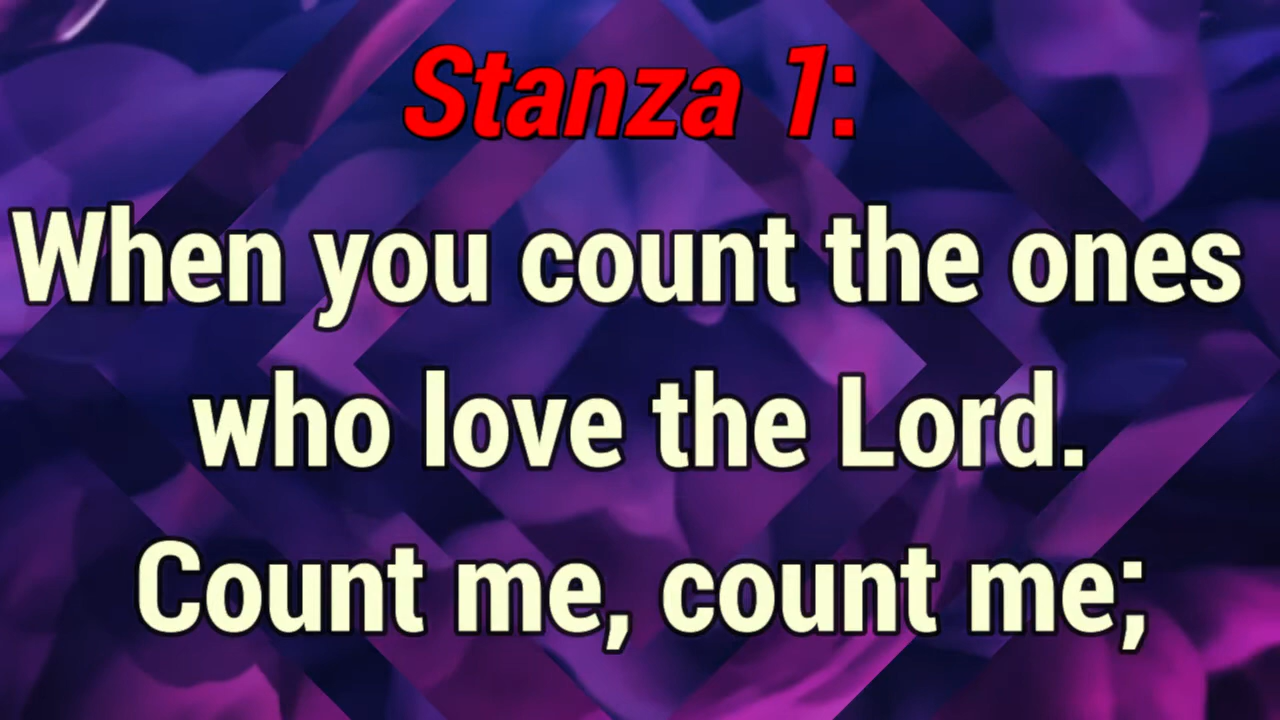 Stanza 1:
When you count the ones
who love the Lord.
Count me, count me;